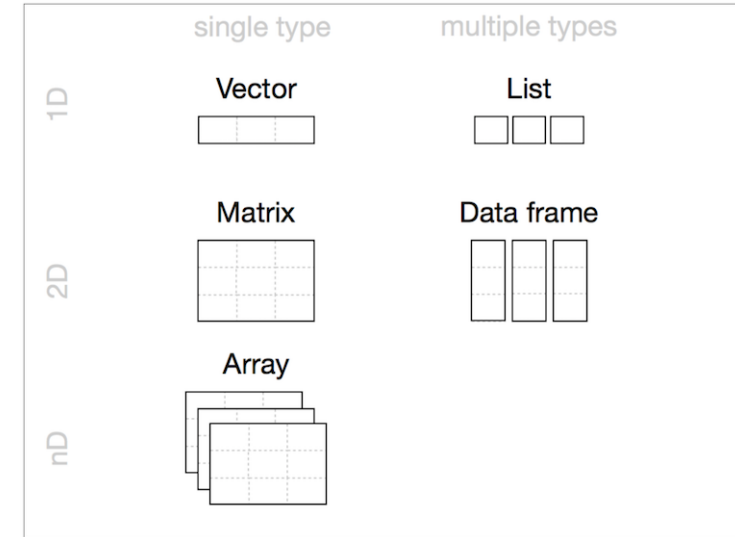 single type
multiple types
1D
Vector
List
2D
Matrix
Data frame
nD
Array